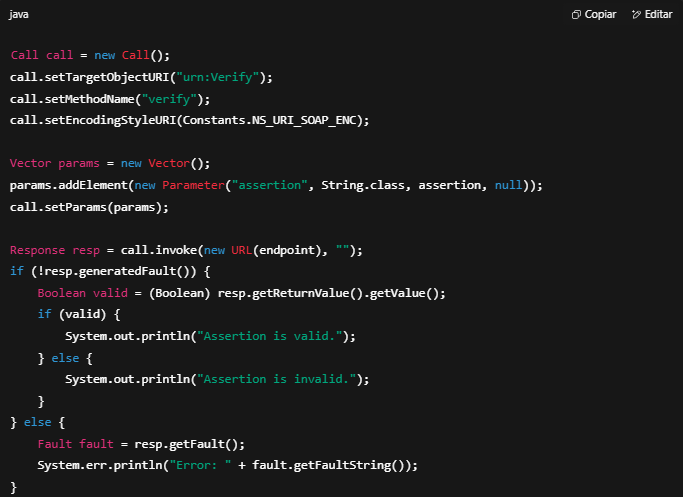 java Copiar Editar
Call call = new Call();
call.setTargetObjectURI("urn:Verify");
call.setMethodName("verify");
call.setEncodingStyleURI(Constants.NS_URI_SOAP_ENC);
Vector params = new Vector();
params.addElement(new Parameter("assertion", String.class, assertion, null));
call.setParams(params);
Response resp = call.invoke(new URL(endpoint), "");
if (!resp.generatedFault()) {
    Boolean valid = (Boolean) resp.getReturnValue().getValue();
    if (valid) {
        System.out.println("Assertion is valid.");
    } else {
        System.out.println("Assertion is invalid.");
    }
} else {
    Fault fault = resp.getFault();
    System.err.println("Error: " + fault.getFaultString());
}